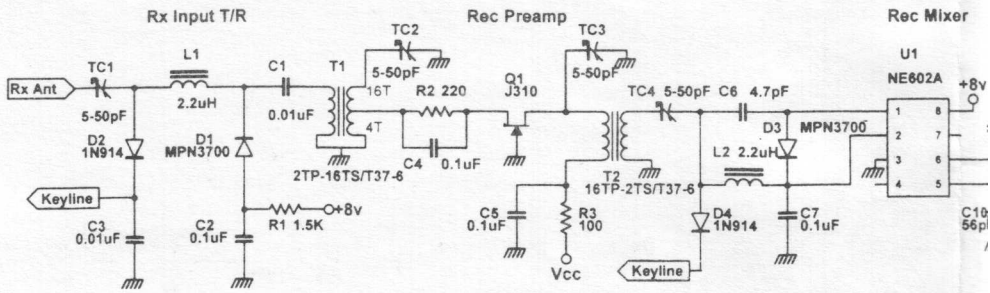 Rx Input T/R
Rec Preamp
Rec Mixer
TC2
TC3
U1
L1
5-50pF
5-50pF
NE602A
TC1
C1
T1
Q1
TC4 5-50pF C6 4.7pF
+8v
Rx Ant
16T
R2 220
J310
1 8
5-50pF
2.2uH
0.01uF
D3
MPN3700
2 7
D2
D1
4T
L2 2.2uH
3 6
1N914
MPN3700
C4
0.1uF
4 5
2TP-16TS/T37-6
T2
16TP-2TS/T37-6
Keyline
C5
R3
D4
C7
C10
C3
C2
+8v
0.1uF
100
1N914
0.1uF
56p
0.01uF
0.1uF
R1 1.5K
Vcc
Keyline